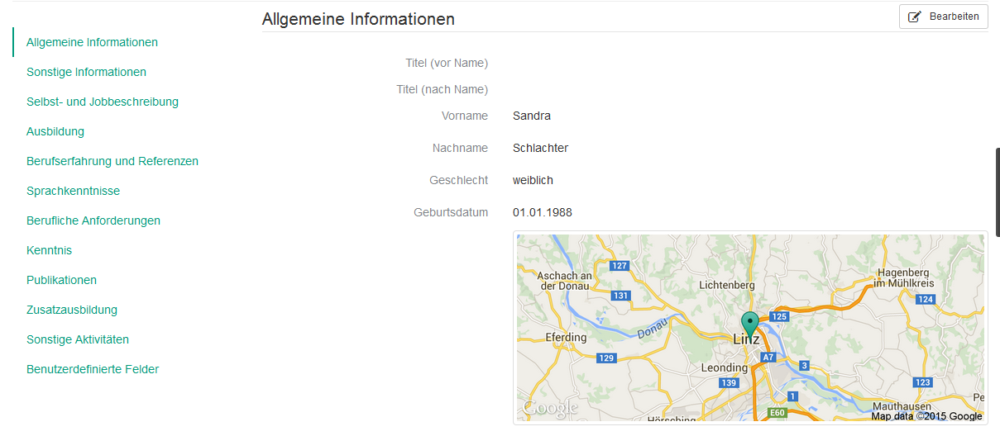 Allgemeine Informationen
Bearbeiten
Allgemeine Informationen
Sonstige Informationen
Selbst- und Jobbeschreibung
Ausbildung
Berufserfahrung und Referenzen
Sprachkenntnisse
Berufliche Anforderungen
Kenntnis
Publikationen
Zusatzausbildung
Sonstige Aktivitäten
Benutzerdefinierte Felder
Titel (vor Name)
Titel (nach Name)
Vorname Sandra
Nachname Schlachter
Geschlecht weiblich
Geburtsdatum 01.01.1988
127
Aschach an
der Donau
Lichtenberg
Hagenberg
im Mühlkreis
131
124
125
Donau
Eferding
Linz
129
A7
Leonding
3
139
123
1
Mauthausen
Pe
Google
E60
Hörsching
Map data ©2015 Google